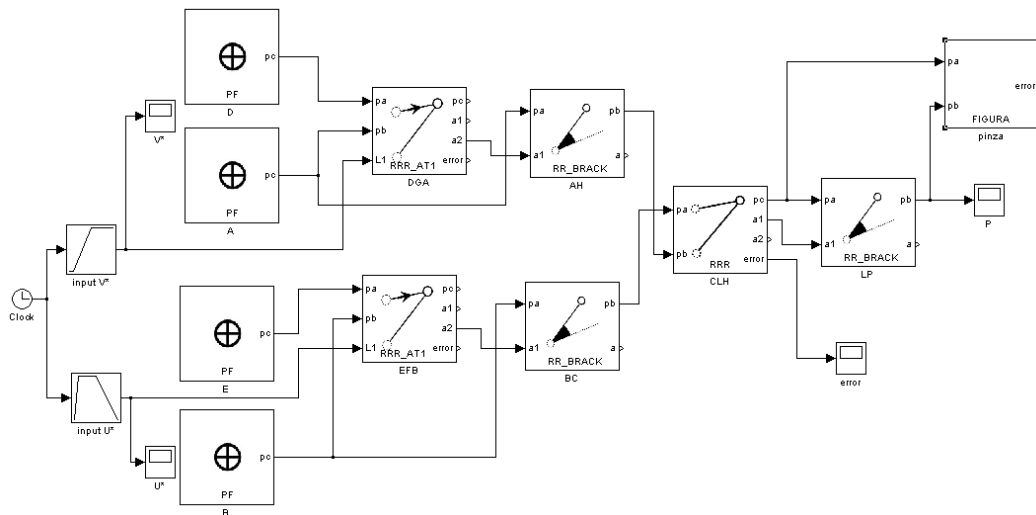 pc
PF
D
V*
pc
PF
A
input V*
Clock
pa
pb
L1
pc
a1
a2
error
RRR_AT1
DGA
pa
a1
pb
a
RR_BRACK
AH
pa
pb
error
FIGURA
pinza
pa
pb
pc
a1
a2
error
RRR
CLH
pa
a1
pb
a
RR_BRACK
LP
P
error
pc
PF
E
input U*
U*
pc
PF
B
pa
pb
L1
pc
a1
a2
error
RRR_AT1
EFB
pa
a1
pb
a
RR_BRACK
BC